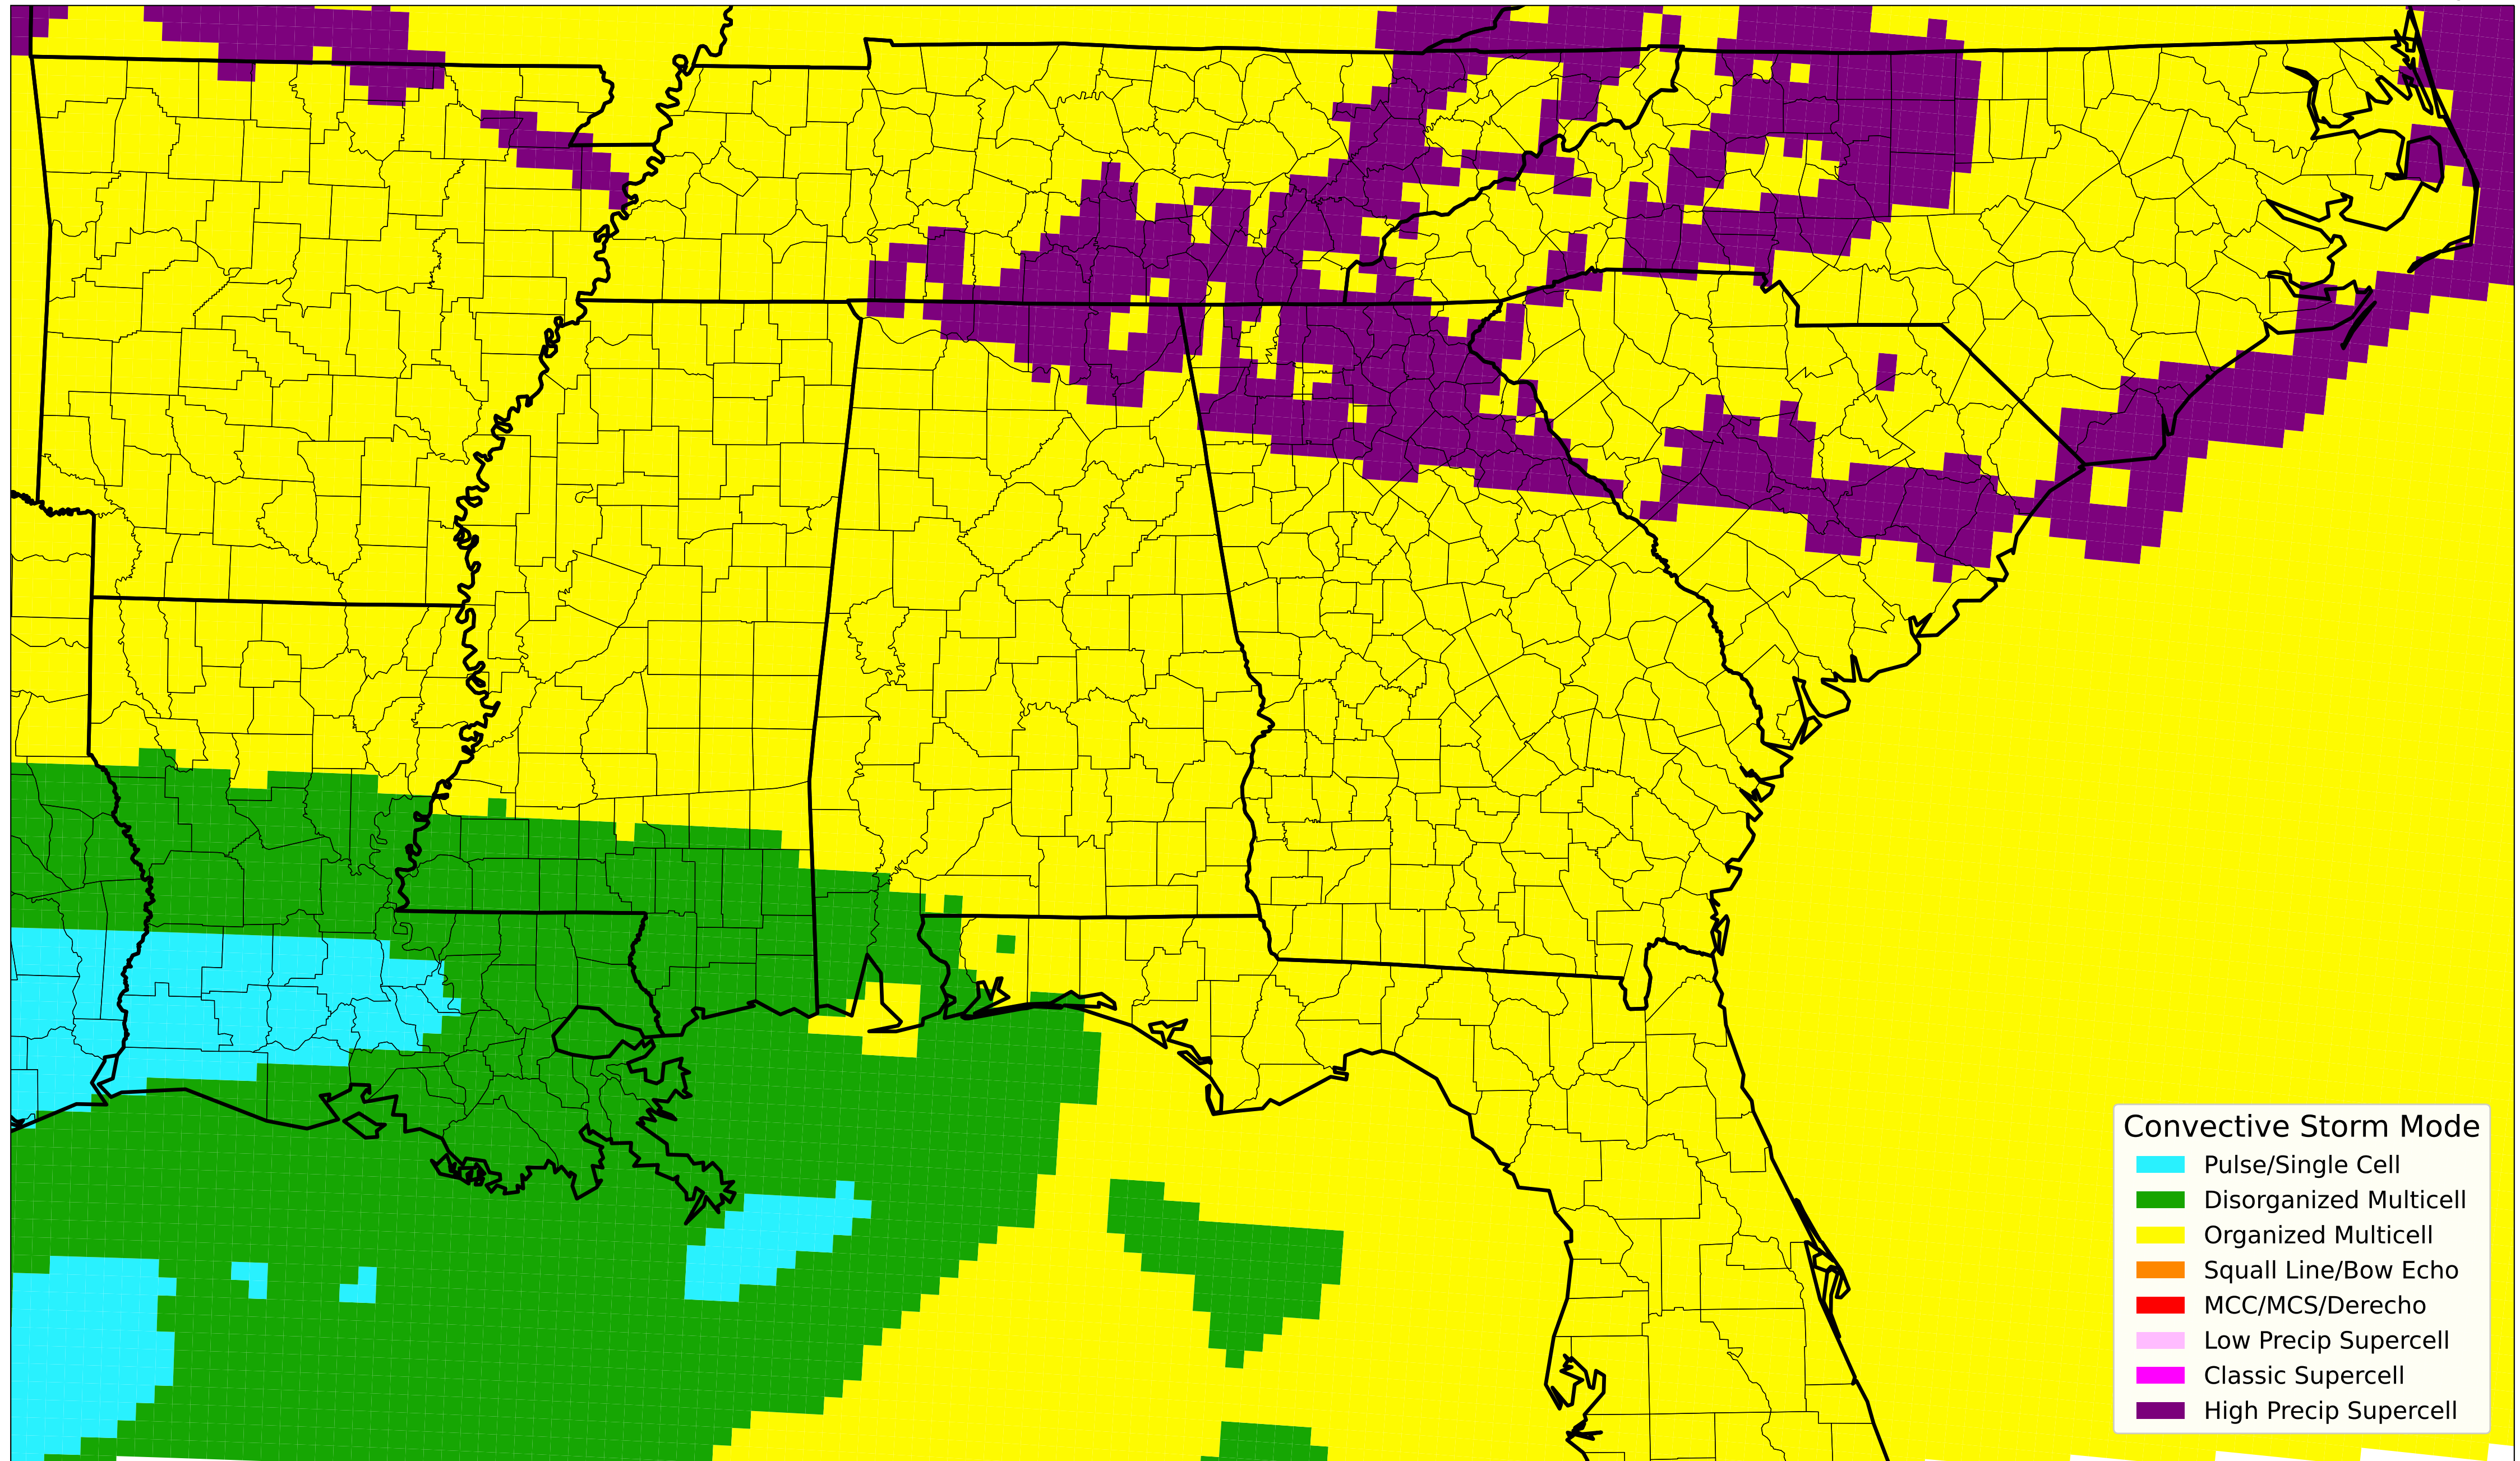 Convective Storm Mode
Pulse/Single Cell
Disorganized Multicell
Organized Multicell
Squall Line/Bow Echo
MCC/MCS/Derecho
Low Precip Supercell
Classic Supercell
High Precip Supercell